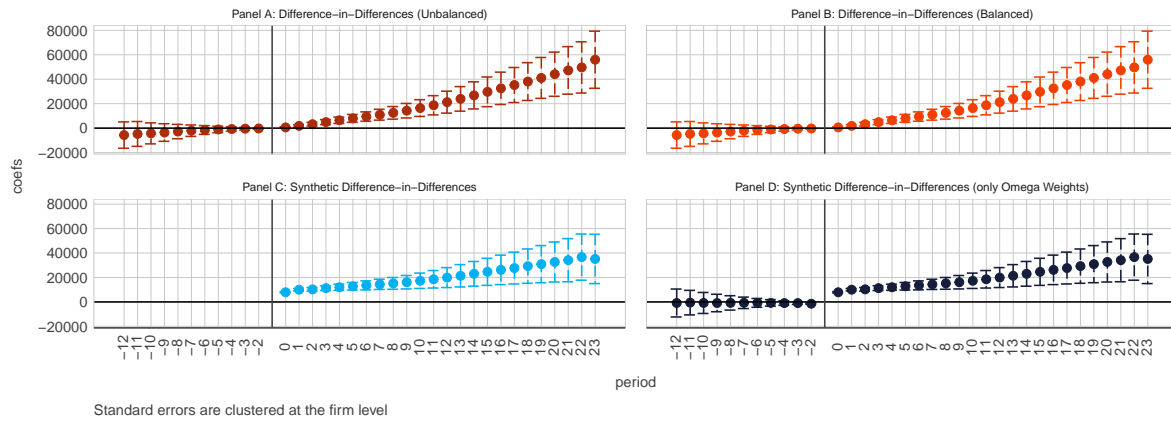 Panel A: Difference−in−Differences (Unbalanced)
Panel B: Difference−in−Differences (Balanced)
80000
60000
40000
20000
0
−20000
coefs
Panel C: Synthetic Difference−in−Differences
Panel D: Synthetic Difference−in−Differences (only Omega Weights)
80000
60000
40000
20000
0
−20000
−12 −11 −10 −9 −8 −7 −6 −5 −4 −3 −2 0 1 2 3 4 5 6 7 8 9 10 11 12 13 14 15 16 17 18 19 20 21 22 23
−12 −11 −10 −9 −8 −7 −6 −5 −4 −3 −2 0 1 2 3 4 5 6 7 8 9 10 11 12 13 14 15 16 17 18 19 20 21 22 23
period
Standard errors are clustered at the firm level